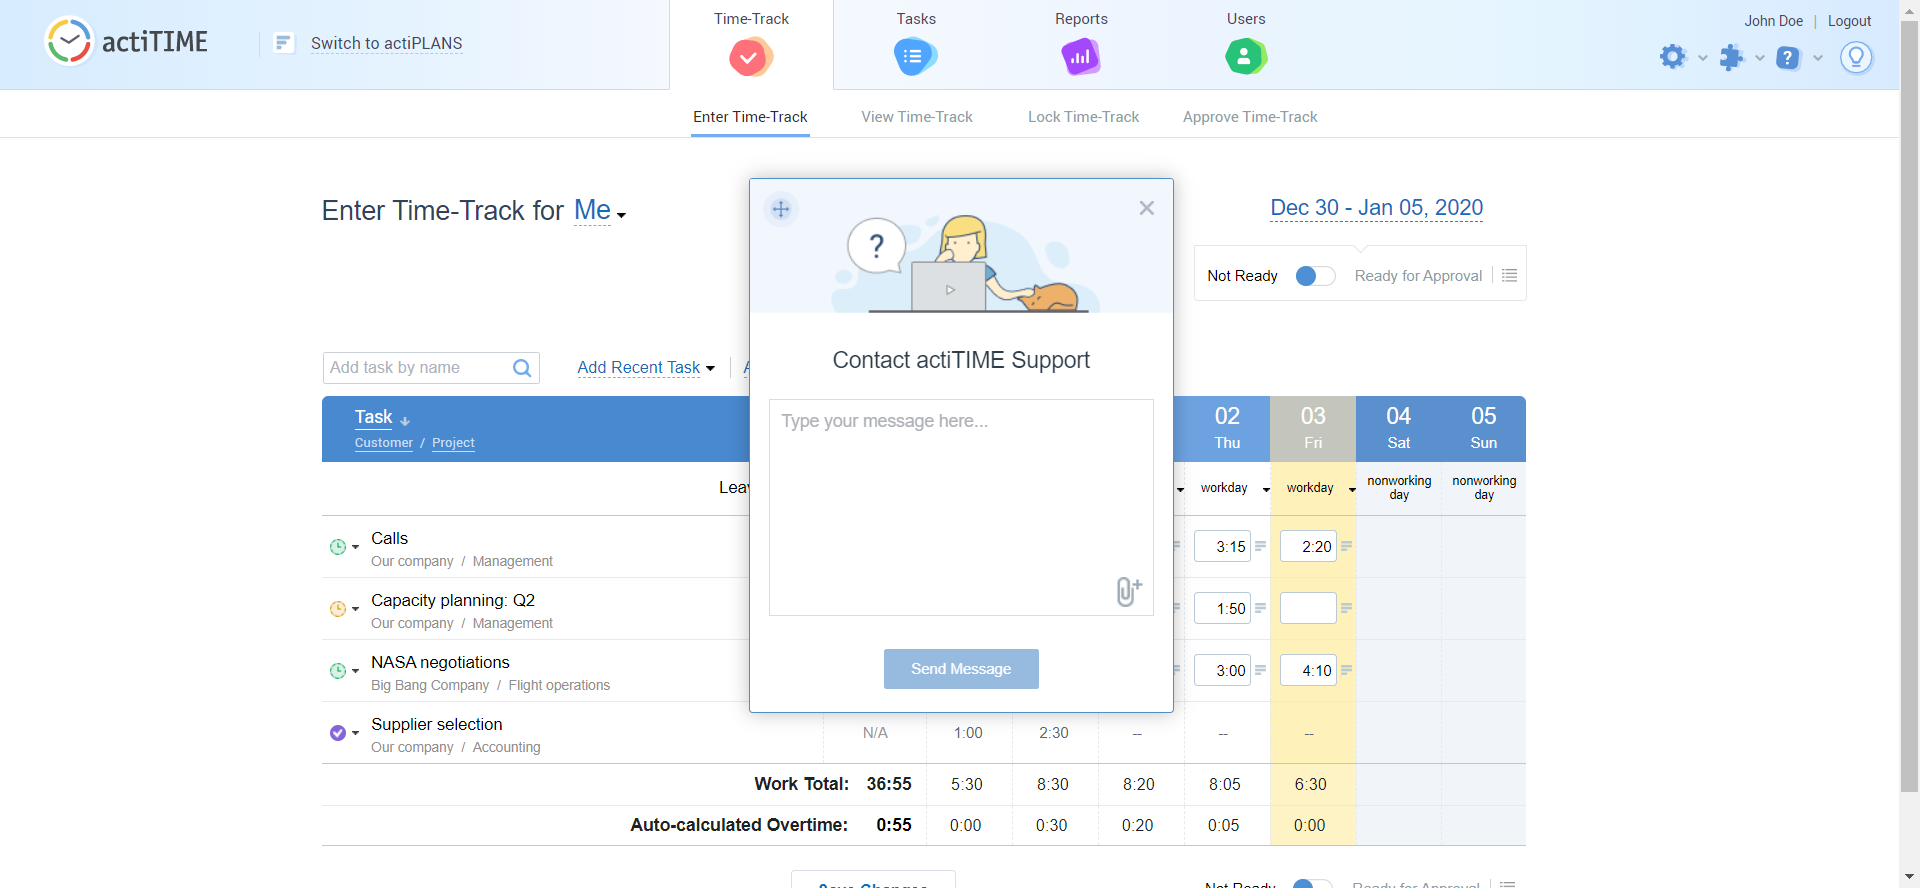 actiTIME
Switch to actiPLANS
Time-Track
Tasks
Reports
Users
John Doe | Logout
?
Enter Time-Track
View Time-Track
Lock Time-Track
Approve Time-Track
Enter Time-Track for Me
Dec 30 - Jan 05, 2020
Not Ready
Ready for Approval
?
Contact actiTIME Support
Type your message here...
Send Message
Add task by name
Add Recent Task
Task
Customer / Project
02 Thu
03 Fri
04 Sat
05 Sun
workday
workday
nonworking day
nonworking day
Calls
Our company / Management
3:15
2:20
Capacity planning: Q2
Our company / Management
1:50
NASA negotiations
Big Bang Company / Flight operations
3:00
4:10
Supplier selection
Our company / Accounting
N/A 1:00 2:30 -- -- --
Work Total: 36:55 5:30 8:30 8:20 8:05 6:30
Auto-calculated Overtime: 0:55 0:00 0:30 0:20 0:05 0:00
Save Changes
Not Ready
Ready for Approval